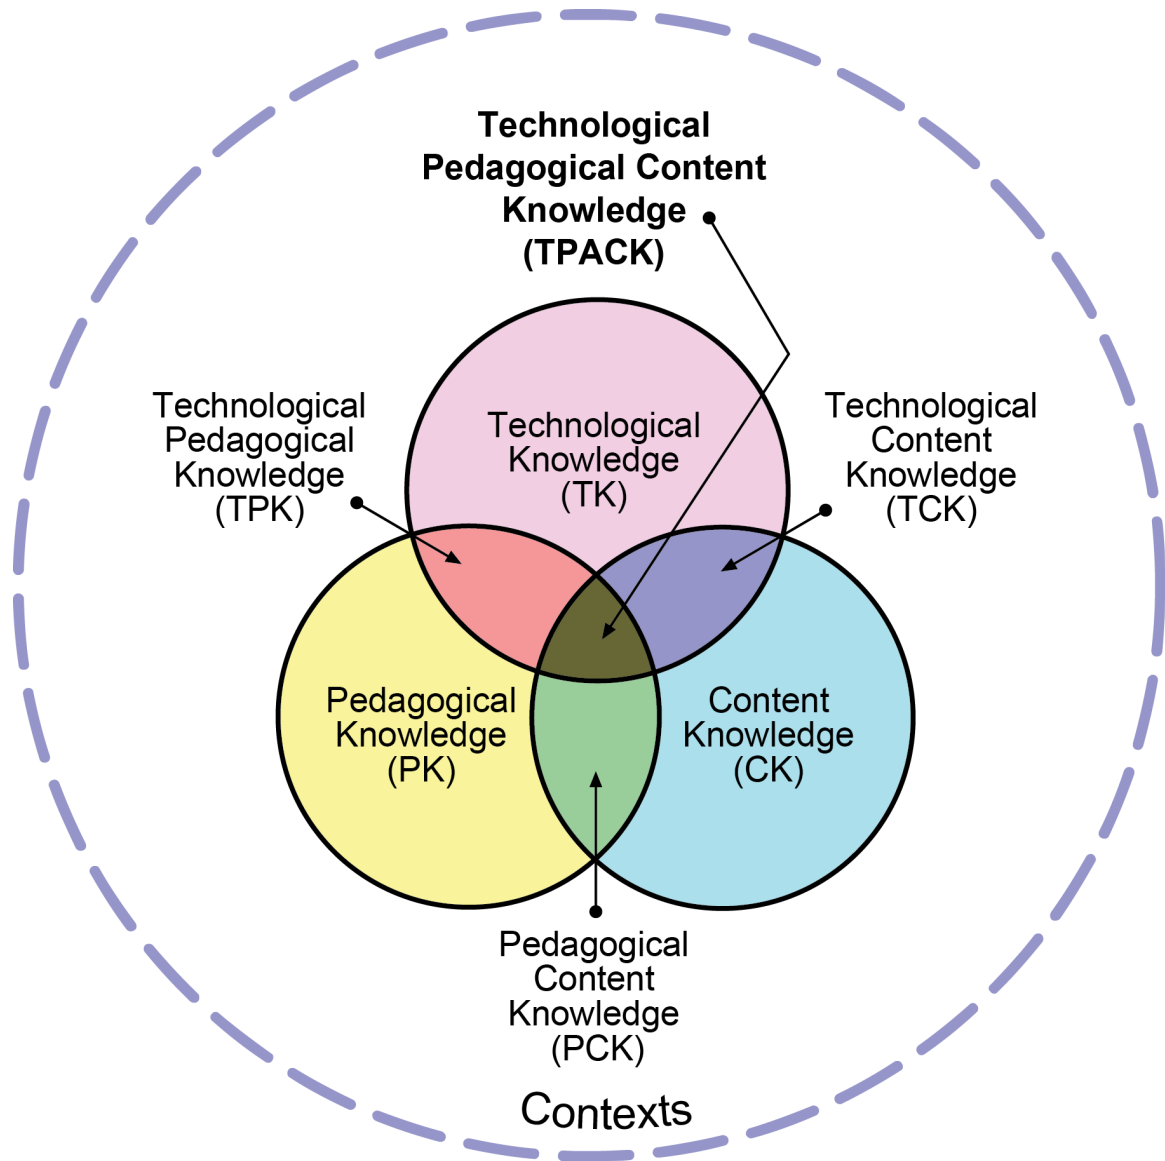 Technological
Pedagogical Content
Knowledge
(TPACK)
Technological
Pedagogical
Knowledge
(TPK)
Technological
Knowledge
(TK)
Technological
Content
Knowledge
(TCK)
Pedagogical
Knowledge
(PK)
Content
Knowledge
(CK)
Pedagogical
Content
Knowledge
(PCK)
Contexts